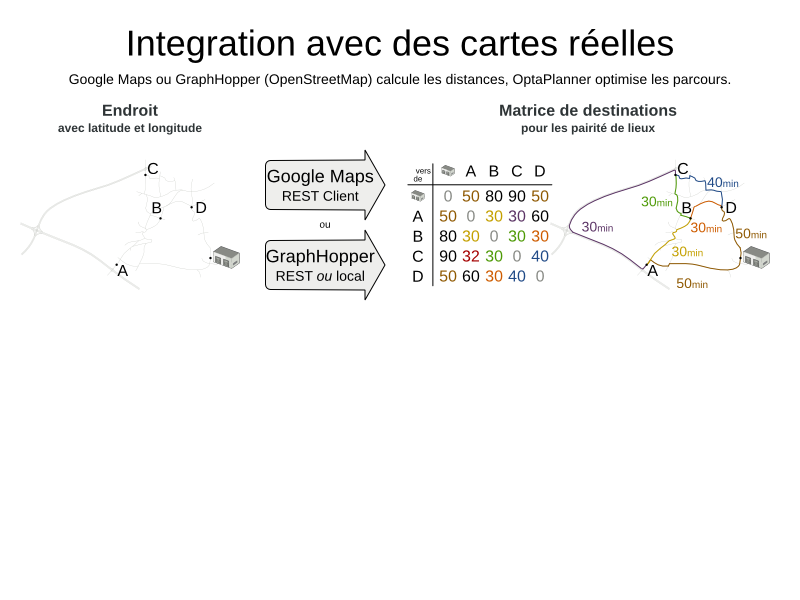 Integration avec des cartes réelles
Google Maps ou GraphHopper (OpenStreetMap) calcule les distances, OptaPlanner optimise les parcours.
Endroit
avec latitude et longitude
C
B
D
A
Google Maps
REST Client
ou
GraphHopper
REST ou local
Matrice de destinations
pour les pairité de lieux
vers
de
A B C D
0 50 80 90 50
A 50 0 30 30 60
B 80 30 0 30 30
C 90 32 30 0 40
D 50 60 30 40 0
C
40min
30min
B
D
30min
30min
50min
30min
A
50min